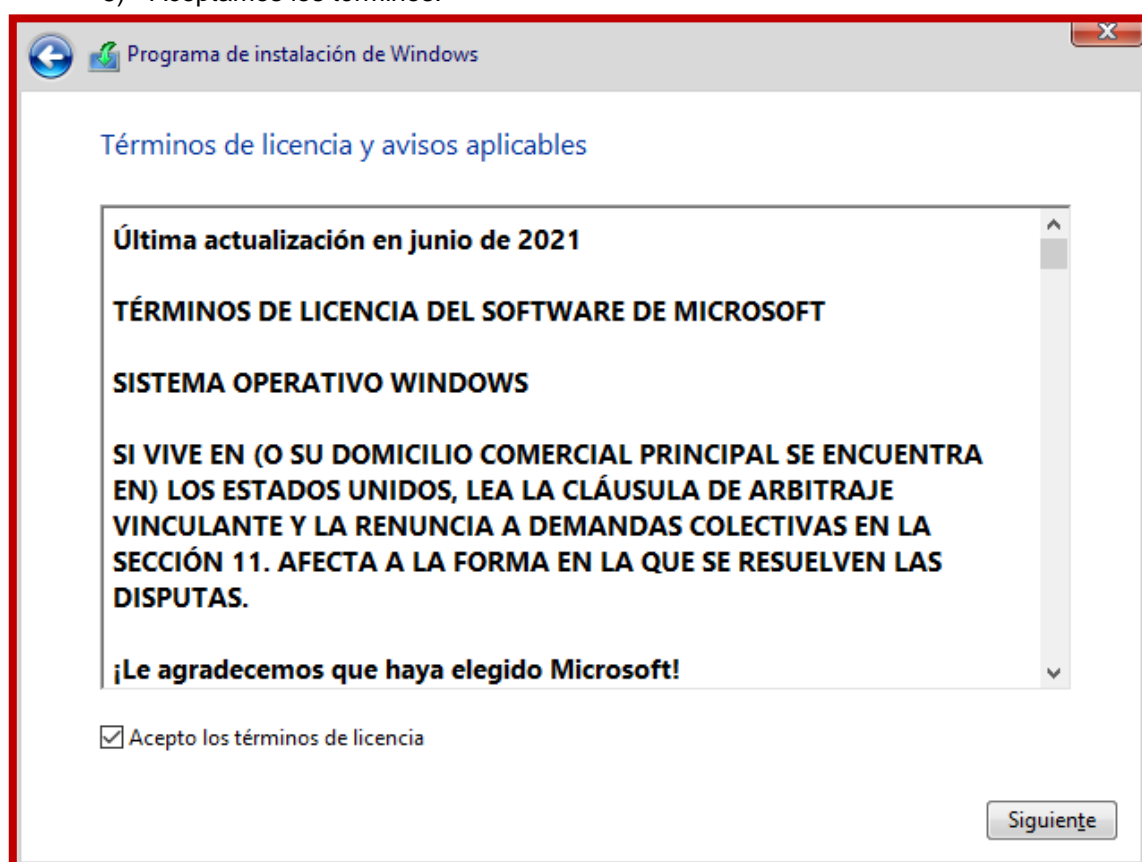 Aceptamos los términos.
Programa de instalación de Windows
Términos de licencia y avisos aplicables
Última actualización en junio de 2021
TÉRMINOS DE LICENCIA DEL SOFTWARE DE MICROSOFT
SISTEMA OPERATIVO WINDOWS
SI VIVE EN (O SU DOMICILIO COMERCIAL PRINCIPAL SE ENCUENTRA
EN) LOS ESTADOS UNIDOS, LEA LA CLÁUSULA DE ARBITRAJE
VINCULANTE Y LA RENUNCIA A DEMANDAS COLECTIVAS EN LA
SECCIÓN 11. AFECTA A LA FORMA EN LA QUE SE RESUELVEN LAS
DISPUTAS.
¡Le agradecemos que haya elegido Microsoft!
Acepto los términos de licencia
Siguiente